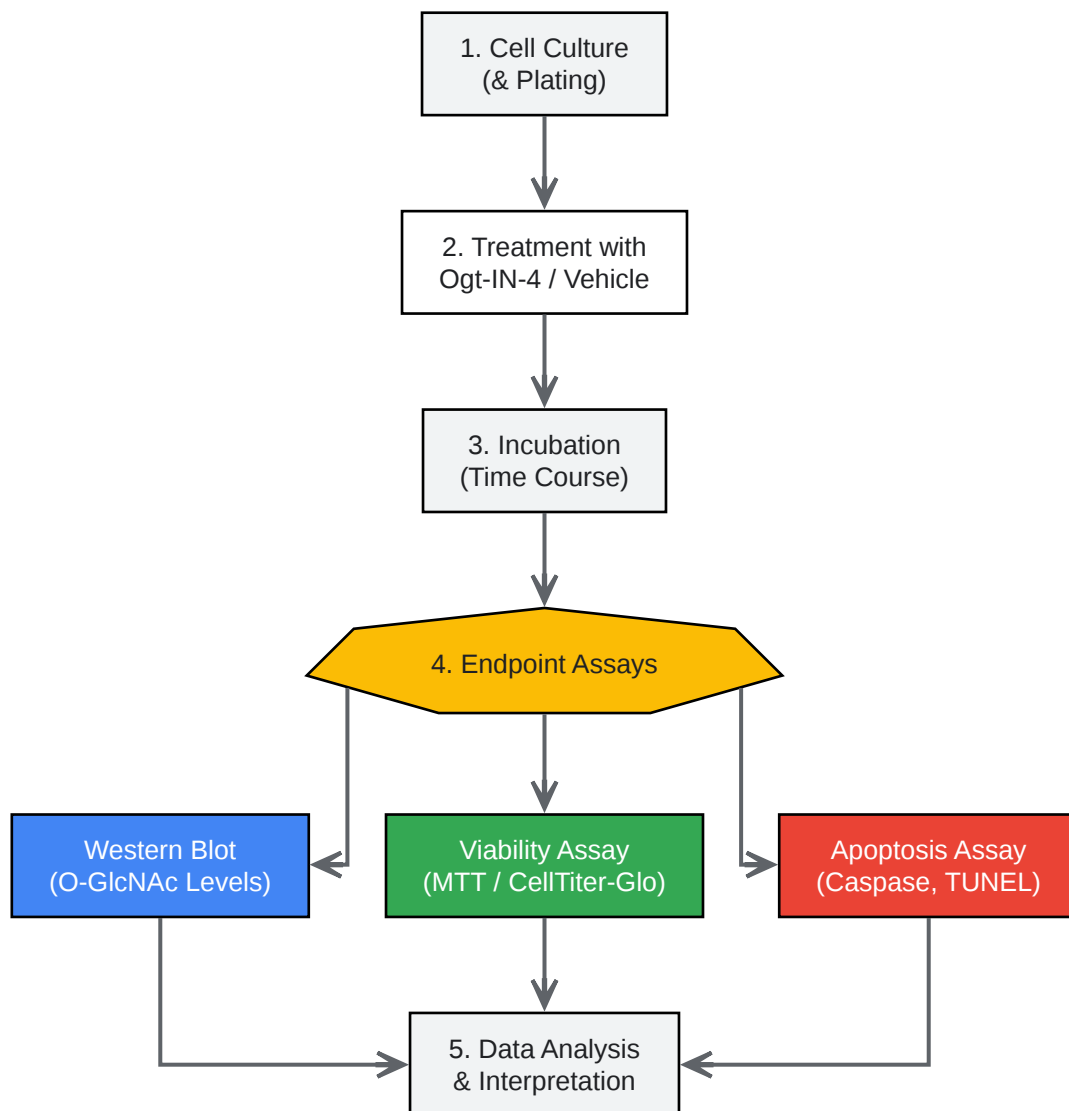 1. Cell Culture
(& Plating)
2. Treatment with
Ogt-IN-4 / Vehicle
3. Incubation
(Time Course)
4. Endpoint Assays
Western Blot
(O-GlcNAc Levels)
Viability Assay
(MTT / CellTiter-Glo)
Apoptosis Assay
(Caspase, TUNEL)
5. Data Analysis
& Interpretation